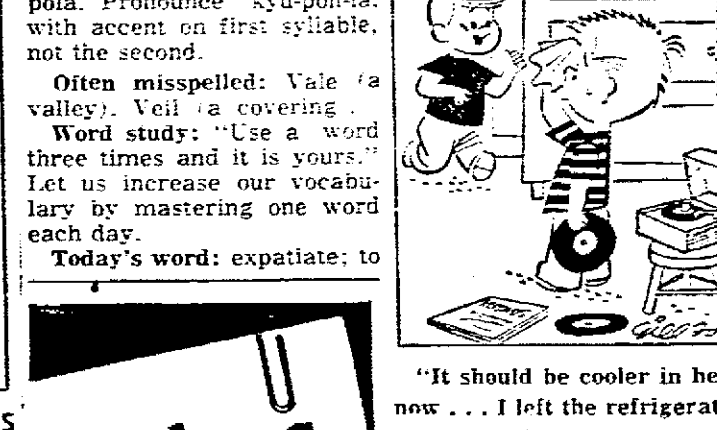 pola. Pronounce kyu-poh-la,
with accent on first syllable,
not the second.
Often misspelled: Vale (a
valley). Veil (a covering).
Word study: "Use a word
three times and it is yours."
Let us increase our vocabu-
lary by mastering one word
each day.
Today's word: expatiate; to
"It should be cooler in he
now . . . I left the refrigerat
s